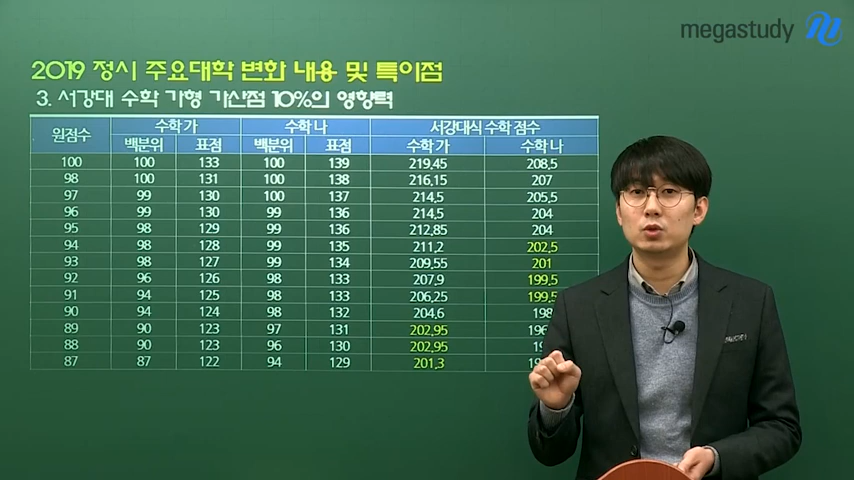 megastudy
2019 정시 주요대학 변화 내용 및 특이점
3. 서강대 수학 가형 가산점 10%의 영향력
원점수 수학 가 수학 나 서강대식 수학 점수
백분위 표점 백분위 표점 수학 가 수학 나
100 100 133 100 139 219.45 208.5
98 100 131 100 138 216.15 207
97 99 130 100 137 214.5 205.5
96 99 130 99 136 214.5 204
95 98 129 99 136 212.85 204
94 98 128 99 135 211.2 202.5
93 98 127 99 134 209.55 201
92 96 126 98 133 207.9 199.5
91 94 125 98 133 206.25 199.5
90 94 124 98 132 204.6 198
89 90 123 97 131 202.95
88 90 123 96 130 202.95
87 87 122 94 129 201.3